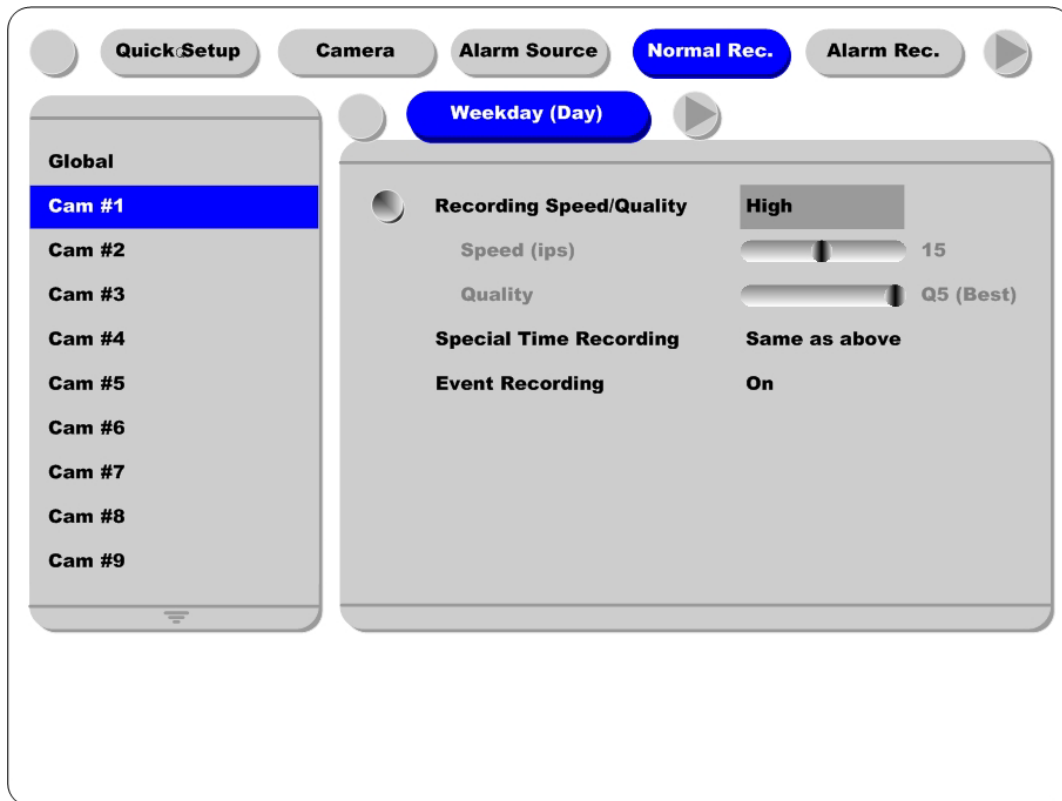 Quick Setup
Camera
Alarm Source
Normal Rec.
Alarm Rec.
Weekday (Day)
Global
Cam #1
Cam #2
Cam #3
Cam #4
Cam #5
Cam #6
Cam #7
Cam #8
Cam #9
Recording Speed/Quality High
Speed (ips) 15
Quality Q5 (Best)
Special Time Recording Same as above
Event Recording On